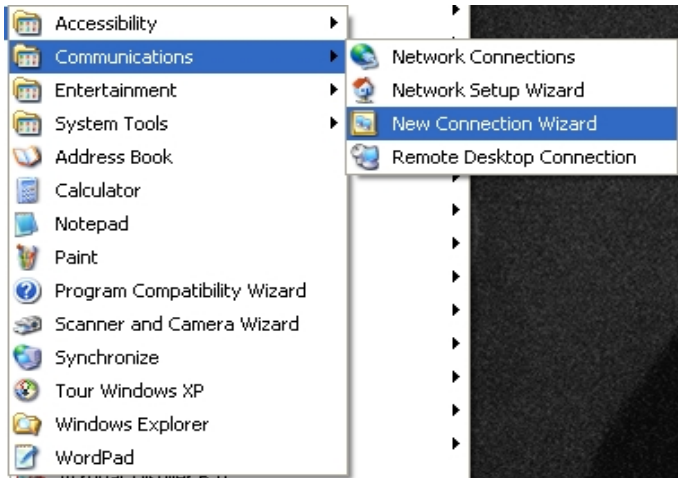 Accessibility
Communications
Entertainment
System Tools
Address Book
Calculator
Notepad
Paint
Program Compatibility Wizard
Scanner and Camera Wizard
Synchronize
Tour Windows XP
Windows Explorer
WordPad
Network Connections
Network Setup Wizard
New Connection Wizard
Remote Desktop Connection